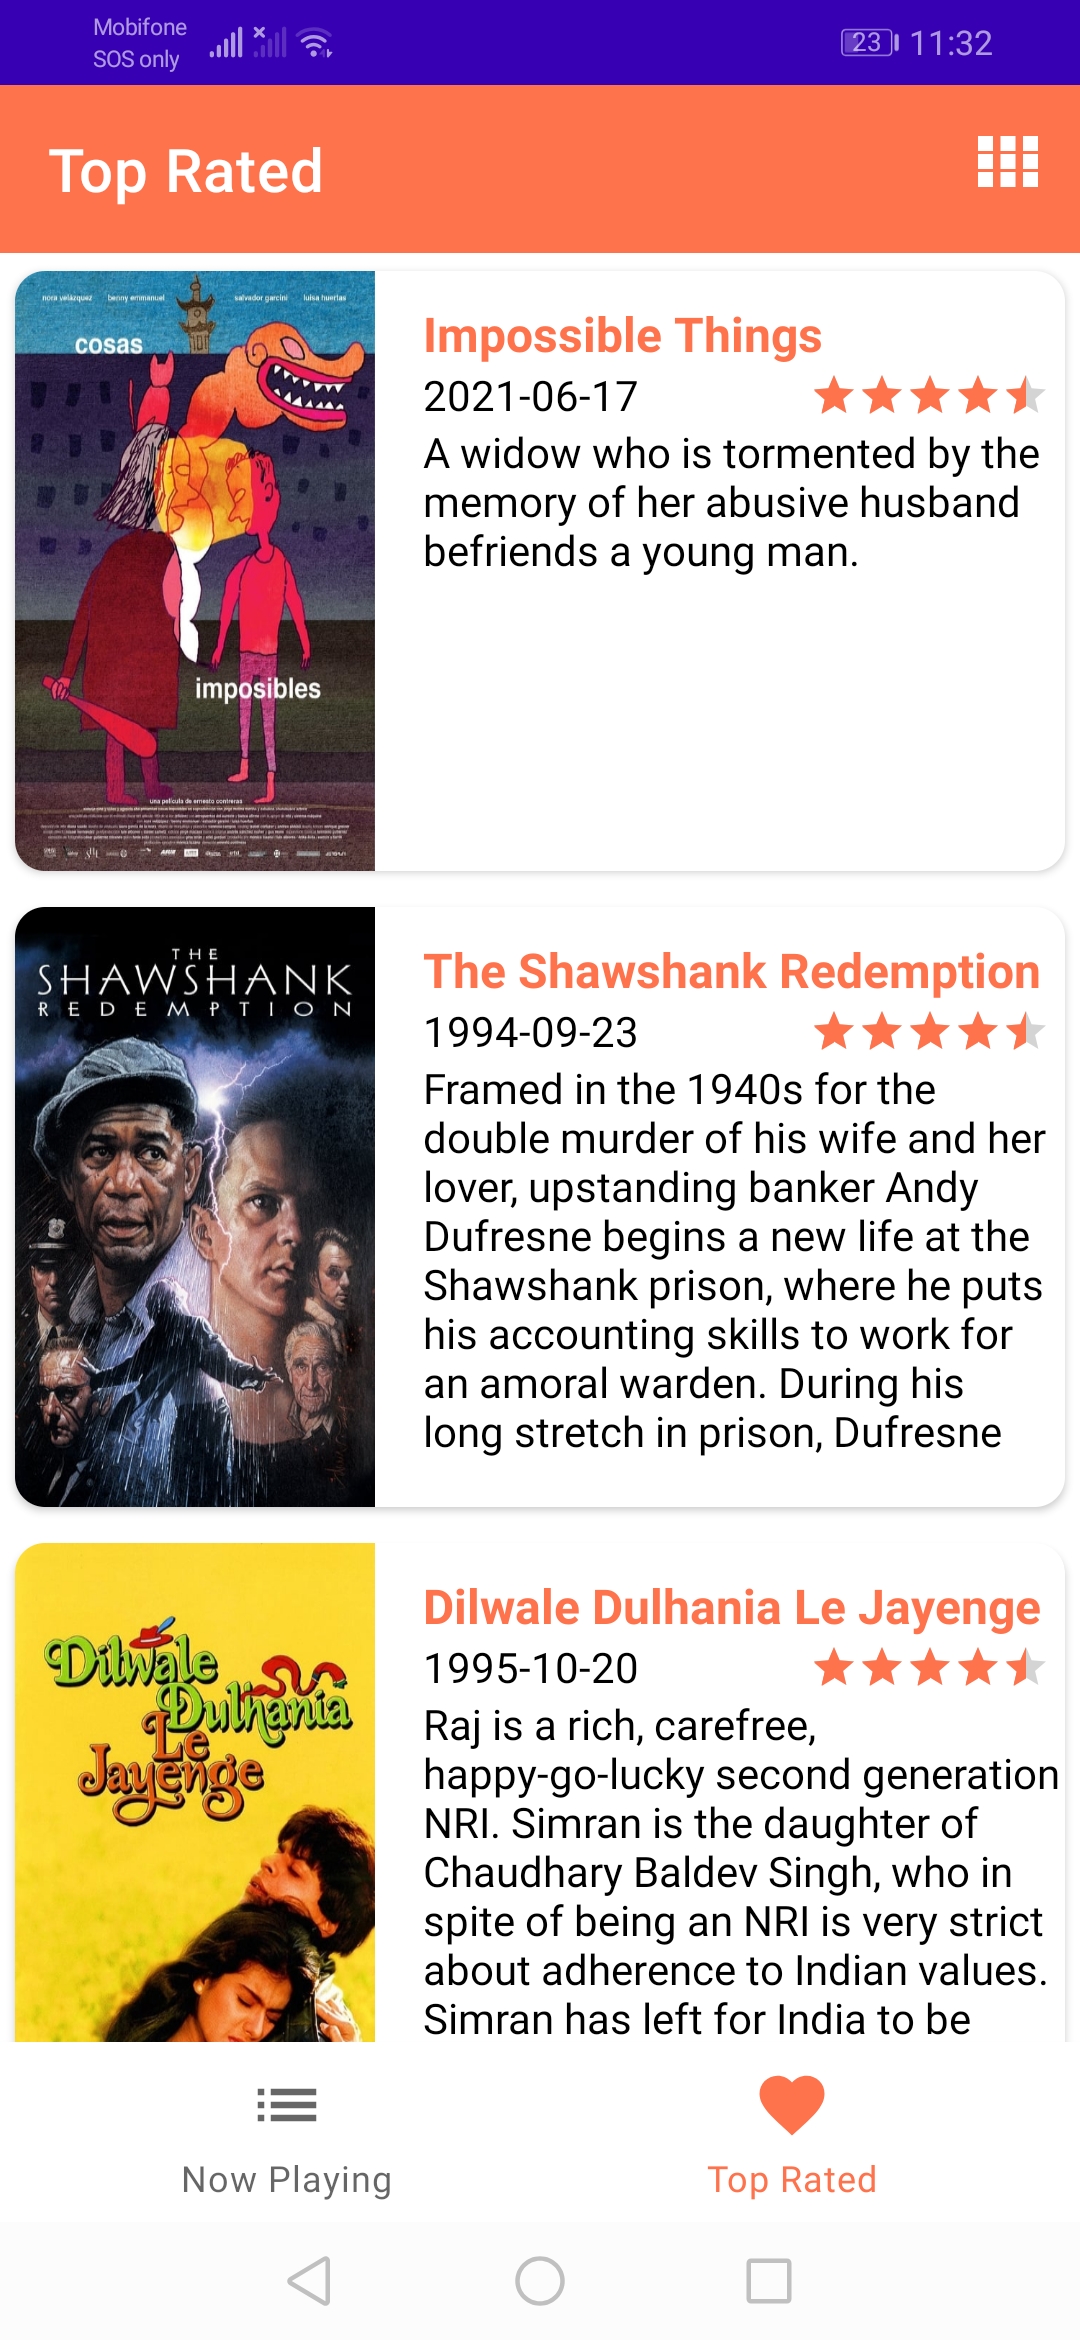 Mobifone
SOS only
23 11:32
Top Rated
nora velázquez benny emmanuel salvador garcini luisa huertas
cosas
imposibles
una película de ernesto contreras
Impossible Things
2021-06-17
A widow who is tormented by the
memory of her abusive husband
befriends a young man.
THE
SHAWSHANK
REDEMPTION
The Shawshank Redemption
1994-09-23
Framed in the 1940s for the
double murder of his wife and her
lover, upstanding banker Andy
Dufresne begins a new life at the
Shawshank prison, where he puts
his accounting skills to work for
an amoral warden. During his
long stretch in prison, Dufresne
Dilwale
Dulhania
Le
Jayenge
Dilwale Dulhania Le Jayenge
1995-10-20
Raj is a rich, carefree,
happy-go-lucky second generation
NRI. Simran is the daughter of
Chaudhary Baldev Singh, who in
spite of being an NRI is very strict
about adherence to Indian values.
Simran has left for India to be
Now Playing
Top Rated